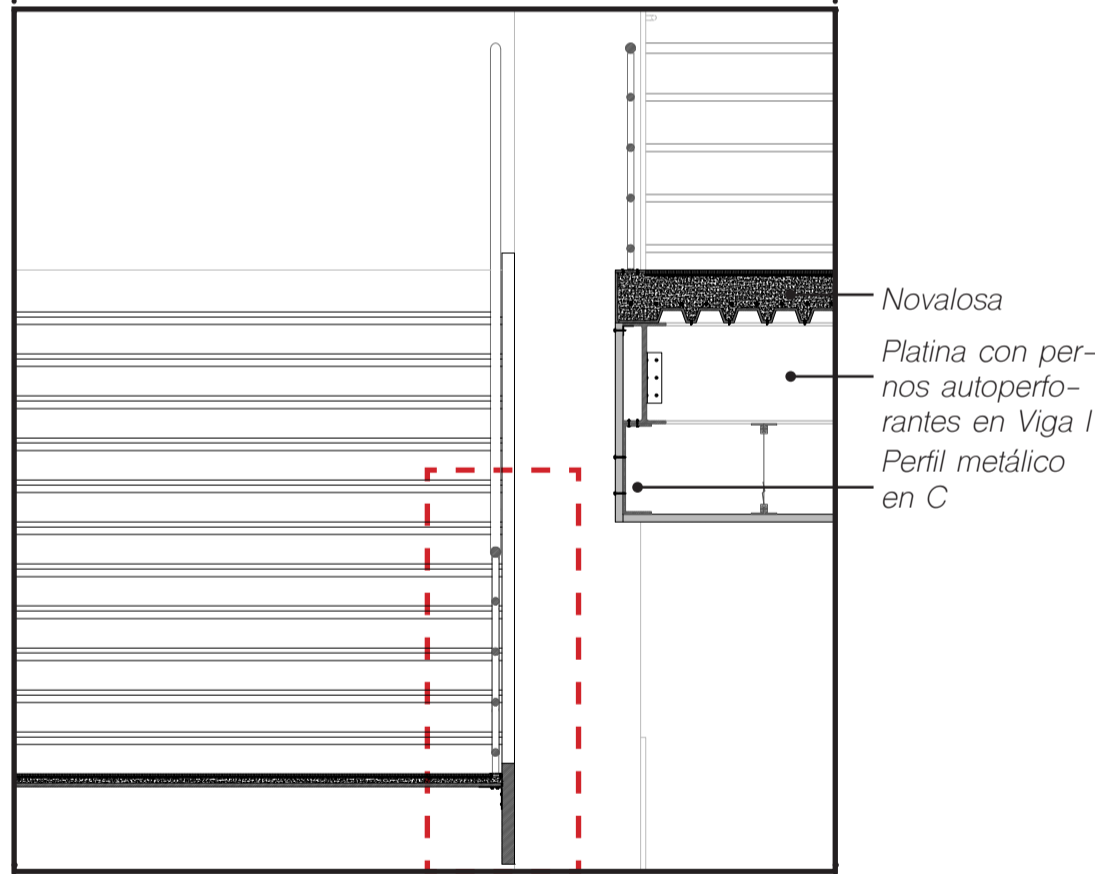 Novalosa
Platina con per-
nos autoperfo-
rantes en Viga I
Perfil metálico
en C